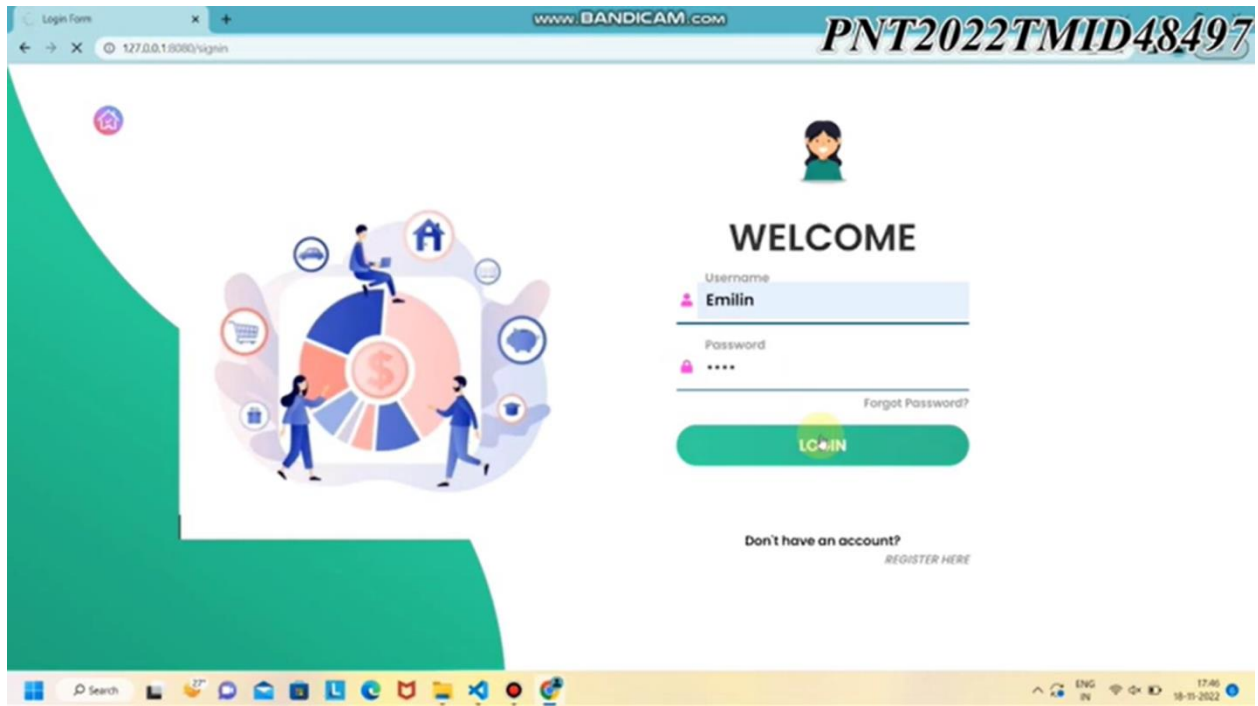 Login Form
WWW.BANDICAM.COM
PNT2022TMID48497
127.0.0.1:8080/signin
WELCOME
Username
Emilin
Password
••••
Forgot Password?
LOGIN
Don't have an account?
REGISTER HERE
Search
27°
ENG
IN
17:46
18-11-2022